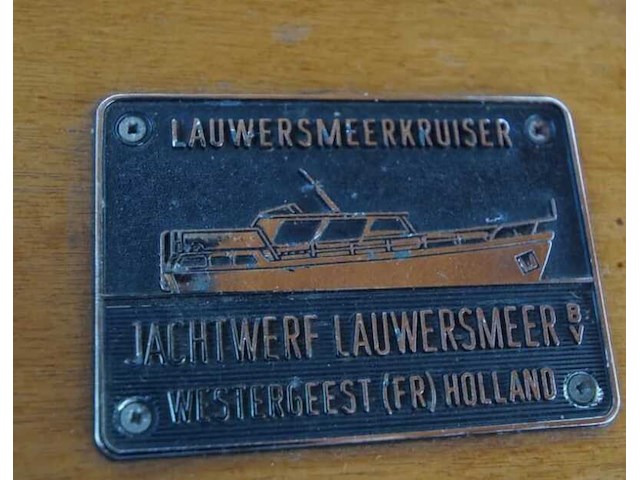 LAUWERSMEERKRUISER
JACHTWERF LAUWERSMEER BV
WESTERGEEST (FR) HOLLAND